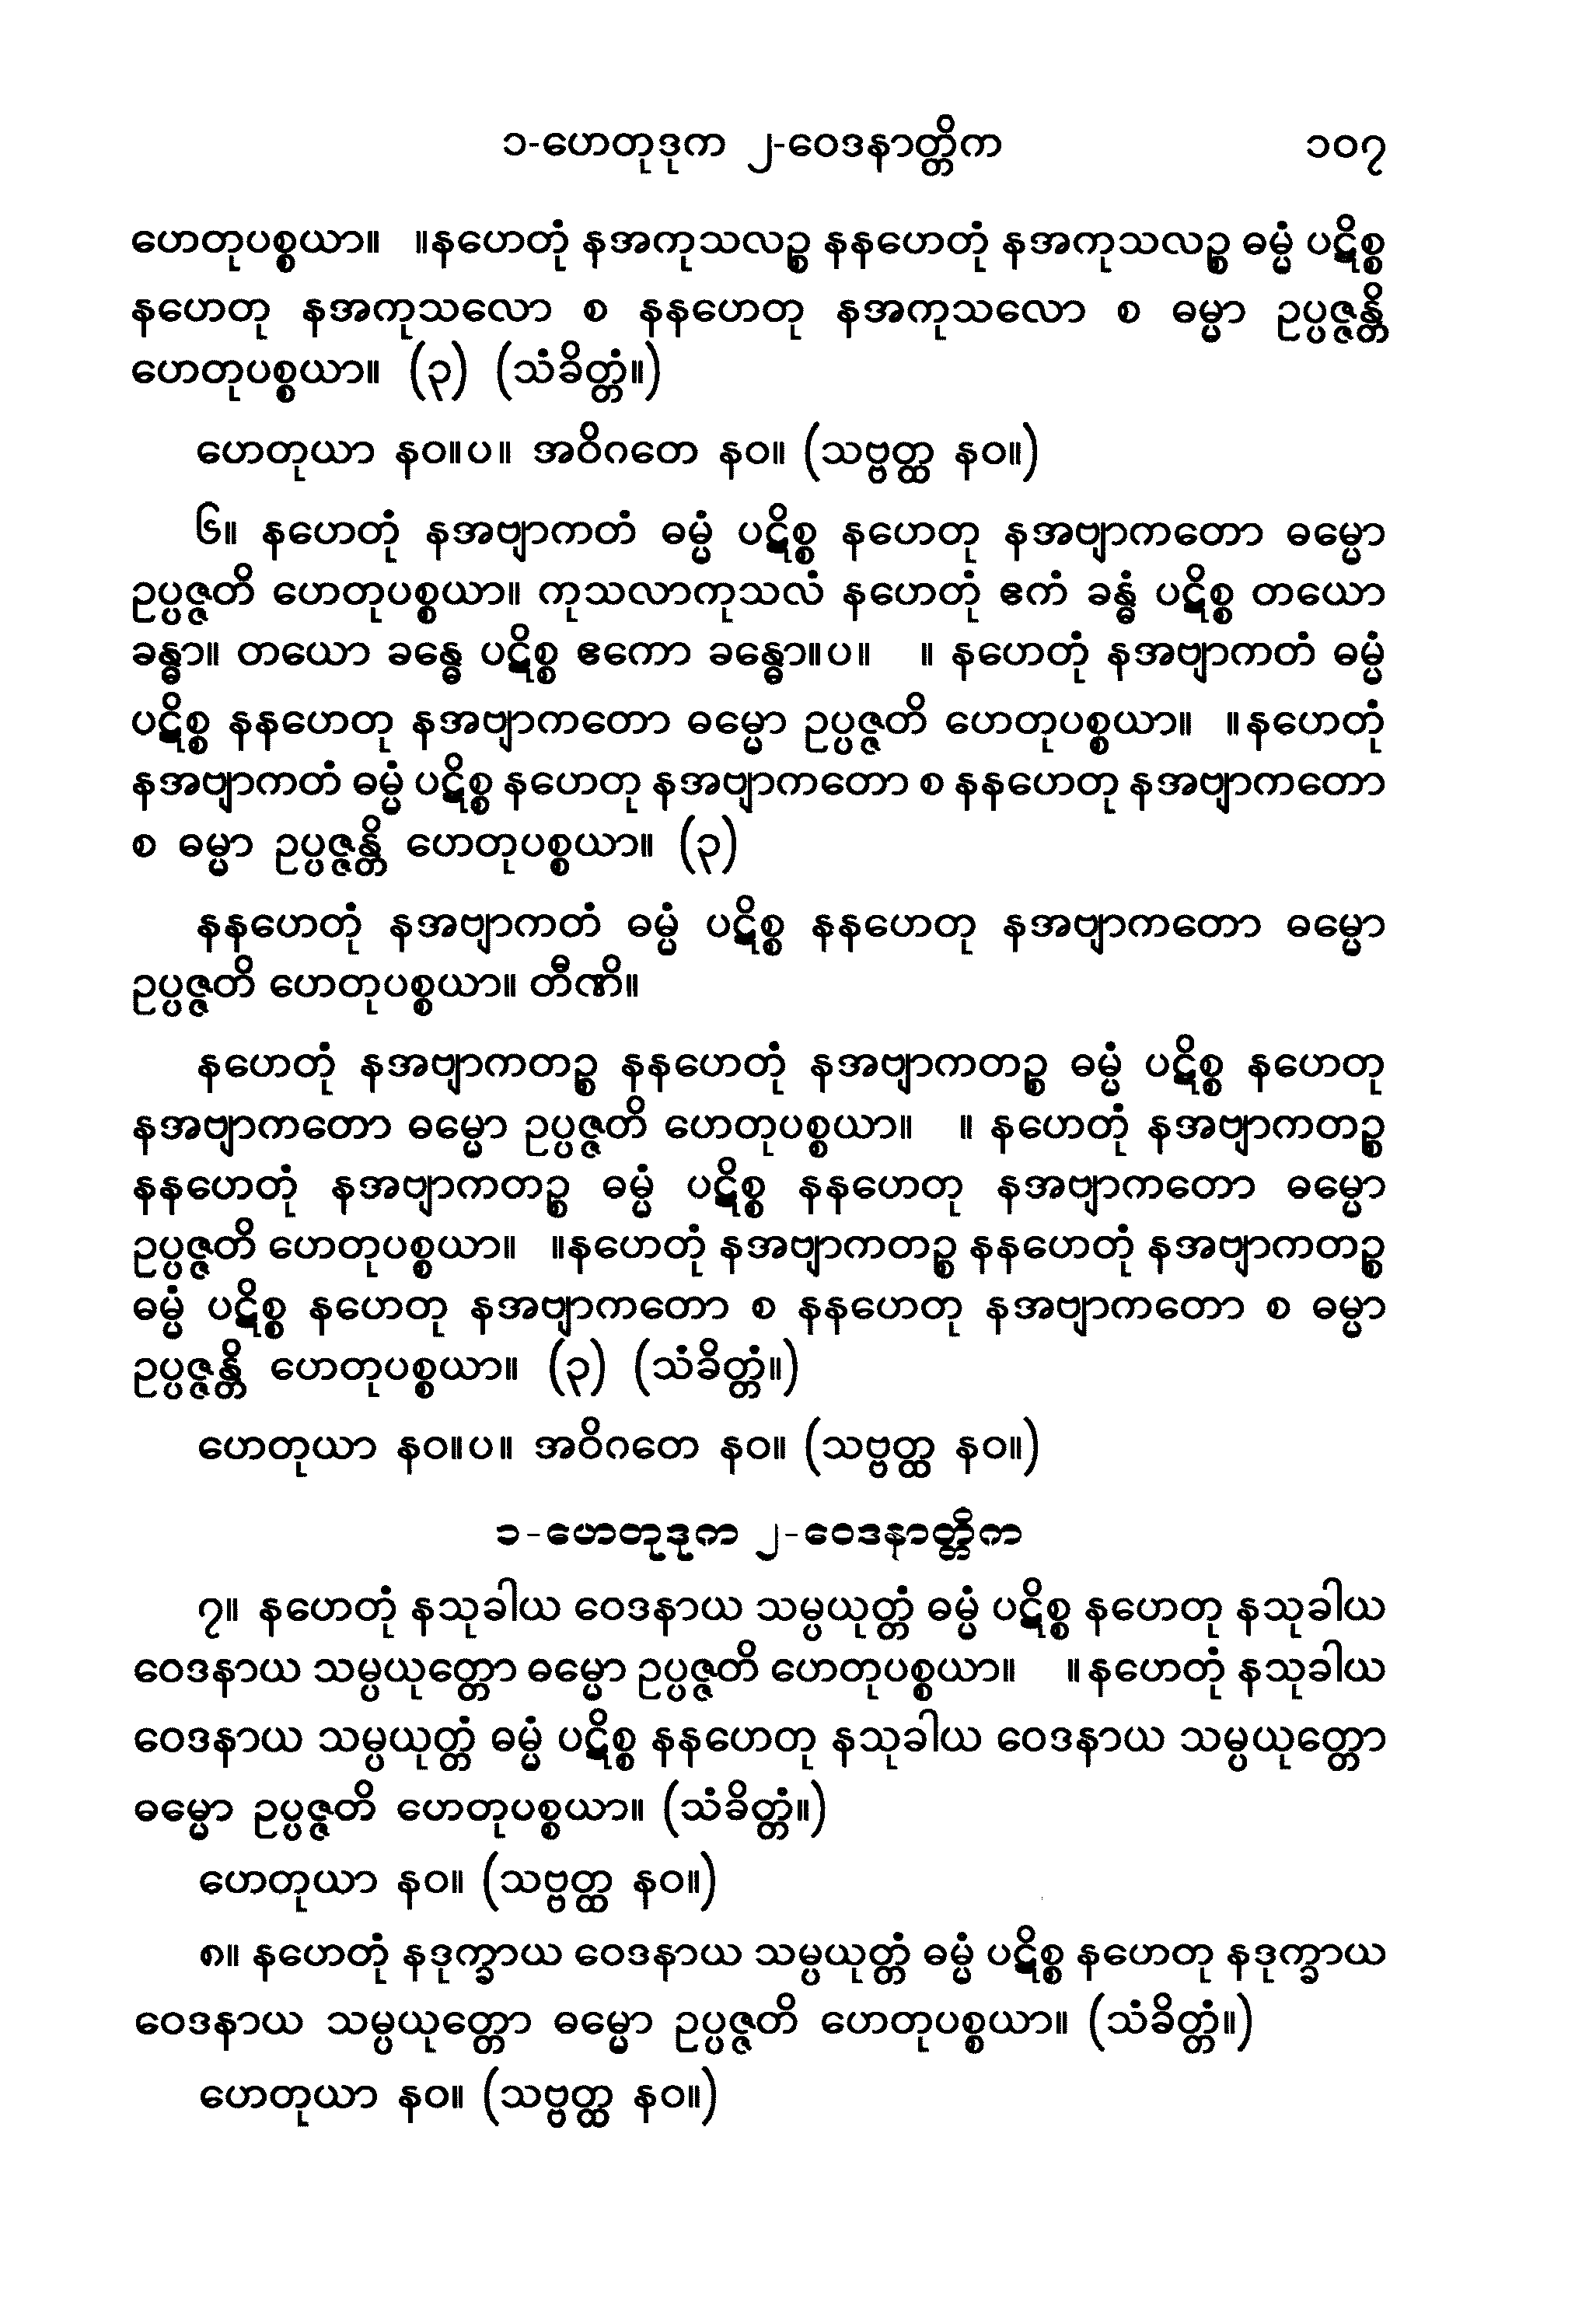 ၁-ဟေတုဒုက ၂-ဝေဒနာတ္တိက ၁၀၇
ဟေတုပစ္စယာ။ ။နဟေတုံ နအကုသလဉ္စ နနဟေတုံ နအကုသလဉ္စ ဓမ္မံ ပဋိစ္စ
နဟေတု နအကုသလော စ နနဟေတု နအကုသလော စ ဓမ္မာ ဥပ္ပဇ္ဇန္တိ
ဟေတုပစ္စယာ။ (၃) (သံခိတ္တံ။)
ဟေတုယာ နဝ။ပ။ အဝိဂတေ နဝ။ (သဗ္ဗတ္ထ နဝ။)
၆။ နဟေတုံ နအဗျာကတံ ဓမ္မံ ပဋိစ္စ နဟေတု နအဗျာကတော ဓမ္မော
ဥပ္ပဇ္ဇတိ ဟေတုပစ္စယာ။ ကုသလာကုသလံ နဟေတုံ ဧကံ ခန္ဓံ ပဋိစ္စ တယော
ခန္ဓာ။ တယော ခန္ဓေ ပဋိစ္စ ဧကော ခန္ဓော။ပ။ ။ နဟေတုံ နအဗျာကတံ ဓမ္မံ
ပဋိစ္စ နနဟေတု နအဗျာကတော ဓမ္မော ဥပ္ပဇ္ဇတိ ဟေတုပစ္စယာ။ ။နဟေတုံ
နအဗျာကတံ ဓမ္မံ ပဋိစ္စ နဟေတု နအဗျာကတော စ နနဟေတု နအဗျာကတော
စ ဓမ္မာ ဥပ္ပဇ္ဇန္တိ ဟေတုပစ္စယာ။ (၃)
နနဟေတုံ နအဗျာကတံ ဓမ္မံ ပဋိစ္စ နနဟေတု နအဗျာကတော ဓမ္မော
ဥပ္ပဇ္ဇတိ ဟေတုပစ္စယာ။ တီဏိ။
နဟေတုံ နအဗျာကတဉ္စ နနဟေတုံ နအဗျာကတဉ္စ ဓမ္မံ ပဋိစ္စ နဟေတု
နအဗျာကတော ဓမ္မော ဥပ္ပဇ္ဇတိ ဟေတုပစ္စယာ။ ။ နဟေတုံ နအဗျာကတဉ္စ
နနဟေတုံ နအဗျာကတဉ္စ ဓမ္မံ ပဋိစ္စ နနဟေတု နအဗျာကတော ဓမ္မော
ဥပ္ပဇ္ဇတိ ဟေတုပစ္စယာ။ ။နဟေတုံ နအဗျာကတဉ္စ နနဟေတုံ နအဗျာကတဉ္စ
ဓမ္မံ ပဋိစ္စ နဟေတု နအဗျာကတော စ နနဟေတု နအဗျာကတော စ ဓမ္မာ
ဥပ္ပဇ္ဇန္တိ ဟေတုပစ္စယာ။ (၃) (သံခိတ္တံ။)
ဟေတုယာ နဝ။ပ။ အဝိဂတေ နဝ။ (သဗ္ဗတ္ထ နဝ။)
၁-ဟေတုဒုက ၂-ဝေဒနာတ္တိက
၇။ နဟေတုံ နသုခါယ ဝေဒနာယ သမ္ပယုတ္တံ ဓမ္မံ ပဋိစ္စ နဟေတု နသုခါယ
ဝေဒနာယ သမ္ပယုတ္တော ဓမ္မော ဥပ္ပဇ္ဇတိ ဟေတုပစ္စယာ။ ။နဟေတုံ နသုခါယ
ဝေဒနာယ သမ္ပယုတ္တံ ဓမ္မံ ပဋိစ္စ နနဟေတု နသုခါယ ဝေဒနာယ သမ္ပယုတ္တော
ဓမ္မော ဥပ္ပဇ္ဇတိ ဟေတုပစ္စယာ။ (သံခိတ္တံ။)
ဟေတုယာ နဝ။ (သဗ္ဗတ္ထ နဝ။)
၈။ နဟေတုံ နဒုက္ခာယ ဝေဒနာယ သမ္ပယုတ္တံ ဓမ္မံ ပဋိစ္စ နဟေတု နဒုက္ခာယ
ဝေဒနာယ သမ္ပယုတ္တော ဓမ္မော ဥပ္ပဇ္ဇတိ ဟေတုပစ္စယာ။ (သံခိတ္တံ။)
ဟေတုယာ နဝ။ (သဗ္ဗတ္ထ နဝ။)